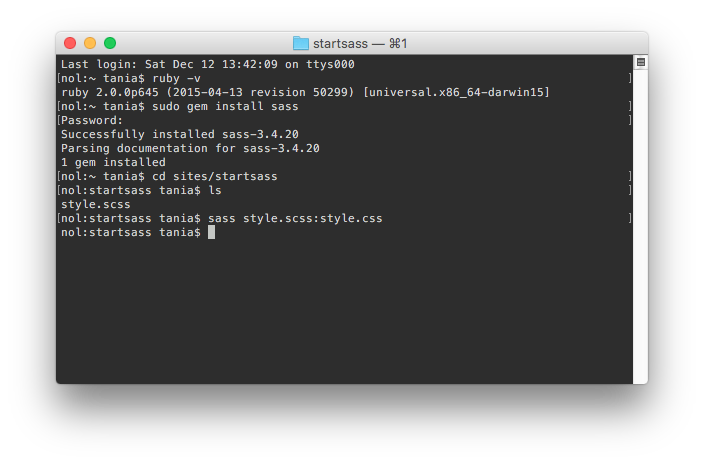 startsass — ⌘1
Last login: Sat Dec 12 13:42:09 on ttys000
[nol:~ tania$ ruby -v ]
ruby 2.0.0p645 (2015-04-13 revision 50299) [universal.x86_64-darwin15]
[nol:~ tania$ sudo gem install sass ]
[Password: ]
Successfully installed sass-3.4.20
Parsing documentation for sass-3.4.20
1 gem installed
[nol:~ tania$ cd sites/startsass ]
[nol:startsass tania$ ls ]
style.scss
[nol:startsass tania$ sass style.scss:style.css ]
nol:startsass tania$